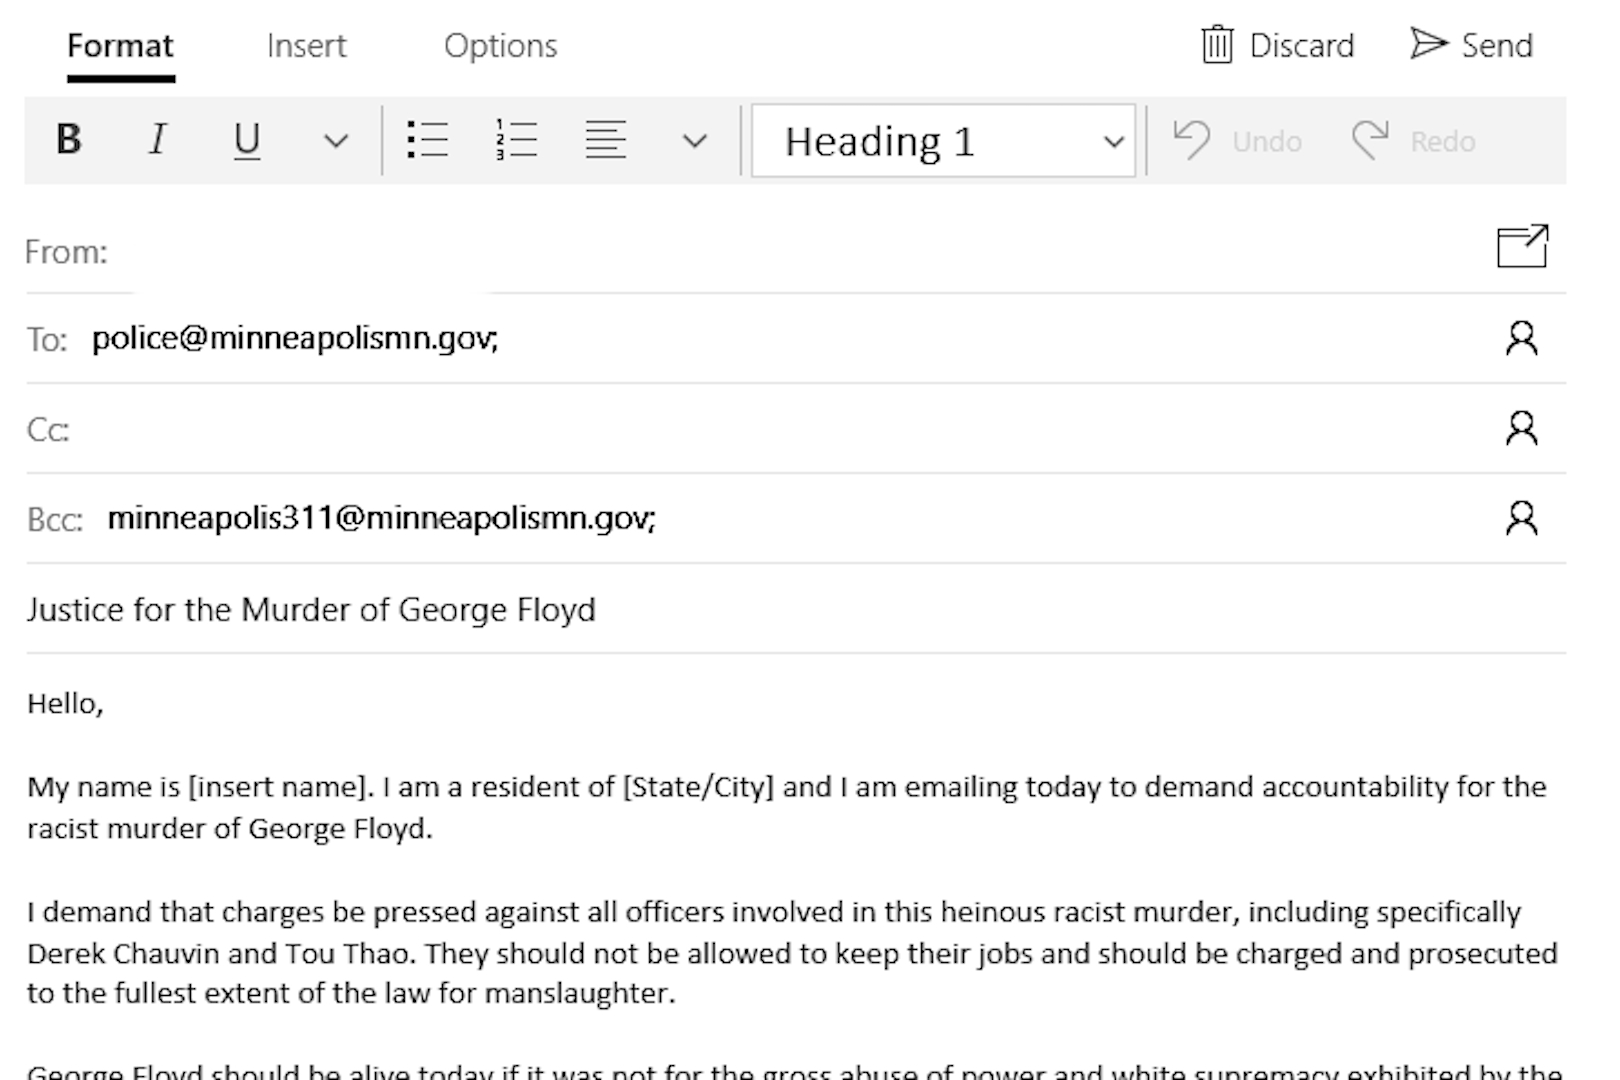 Format Insert Options Discard Send
B I U Heading 1 Undo Redo
From:
To: police@minneapolismn.gov;
Cc:
Bcc: minneapolis311@minneapolismn.gov;
Justice for the Murder of George Floyd
Hello,
My name is [insert name]. I am a resident of [State/City] and I am emailing today to demand accountability for the
racist murder of George Floyd.
I demand that charges be pressed against all officers involved in this heinous racist murder, including specifically
Derek Chauvin and Tou Thao. They should not be allowed to keep their jobs and should be charged and prosecuted
to the fullest extent of the law for manslaughter.
George Floyd should be alive today if it was not for the gross abuse of power and white supremacy exhibited by the